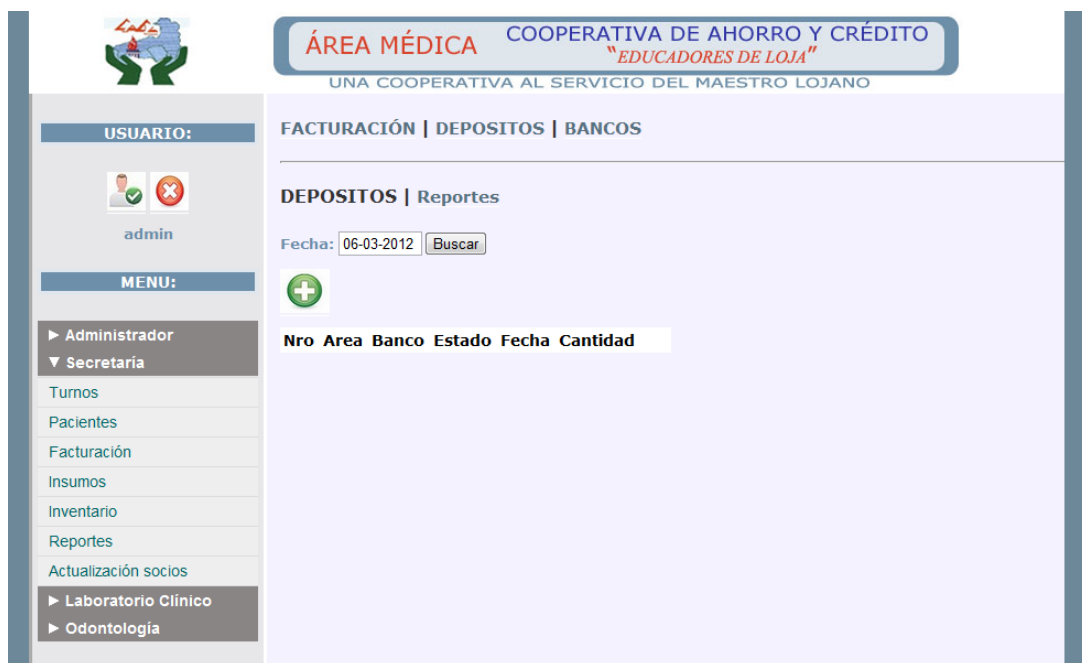 ÁREA MÉDICA
COOPERATIVA DE AHORRO Y CRÉDITO
"EDUCADORES DE LOJA"
UNA COOPERATIVA AL SERVICIO DEL MAESTRO LOJANO
USUARIO:
admin
MENU:
► Administrador
▼ Secretaría
Turnos
Pacientes
Facturación
Insumos
Inventario
Reportes
Actualización socios
► Laboratorio Clínico
► Odontología
FACTURACIÓN | DEPOSITOS | BANCOS
DEPOSITOS | Reportes
Fecha: 06-03-2012 Buscar
Nro Area Banco Estado Fecha Cantidad